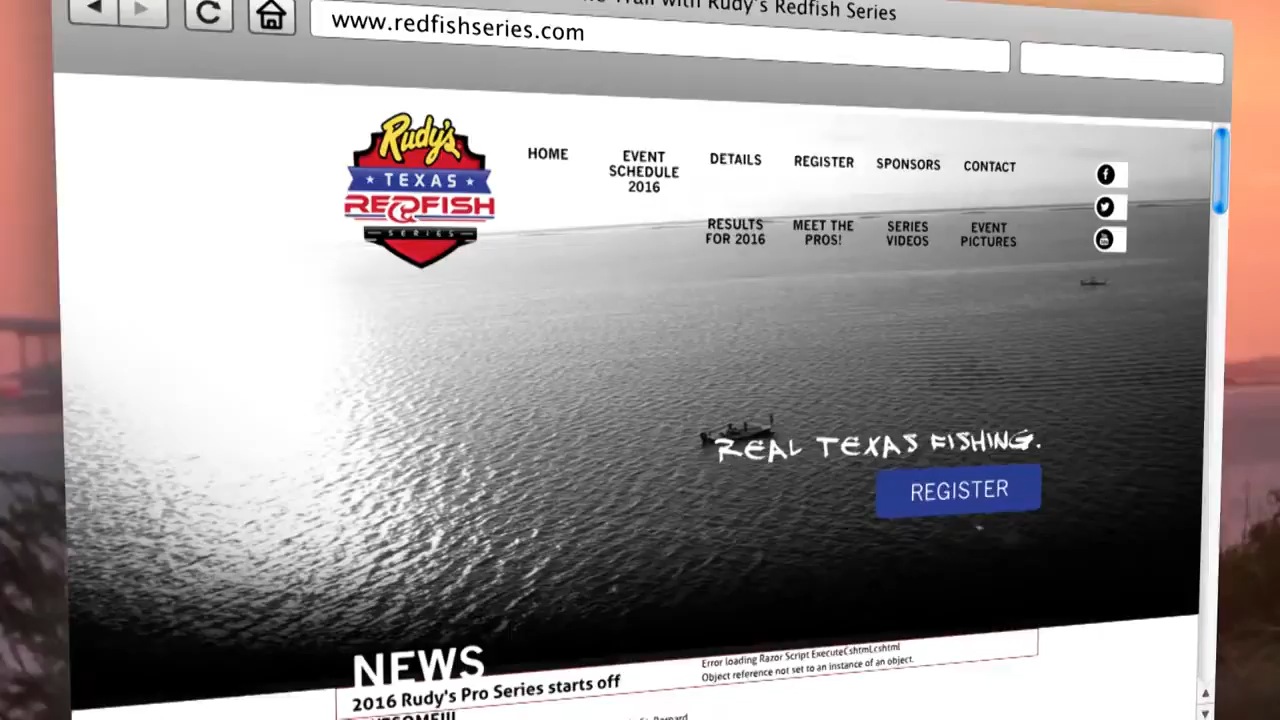 Trail with Rudy's Redfish Series
www.redfishseries.com
Rudy's
TEXAS
REDFISH
SERIES
HOME
EVENT
SCHEDULE
2016
DETAILS
REGISTER
SPONSORS
CONTACT
RESULTS
FOR 2016
MEET THE
PROS!
SERIES
VIDEOS
EVENT
PICTURES
REAL TEXAS FISHING.
REGISTER
NEWS
2016 Rudy's Pro Series starts off
Error loading Razor Script ExecuteCshtml.cshtml
Object reference not set to an instance of an object.